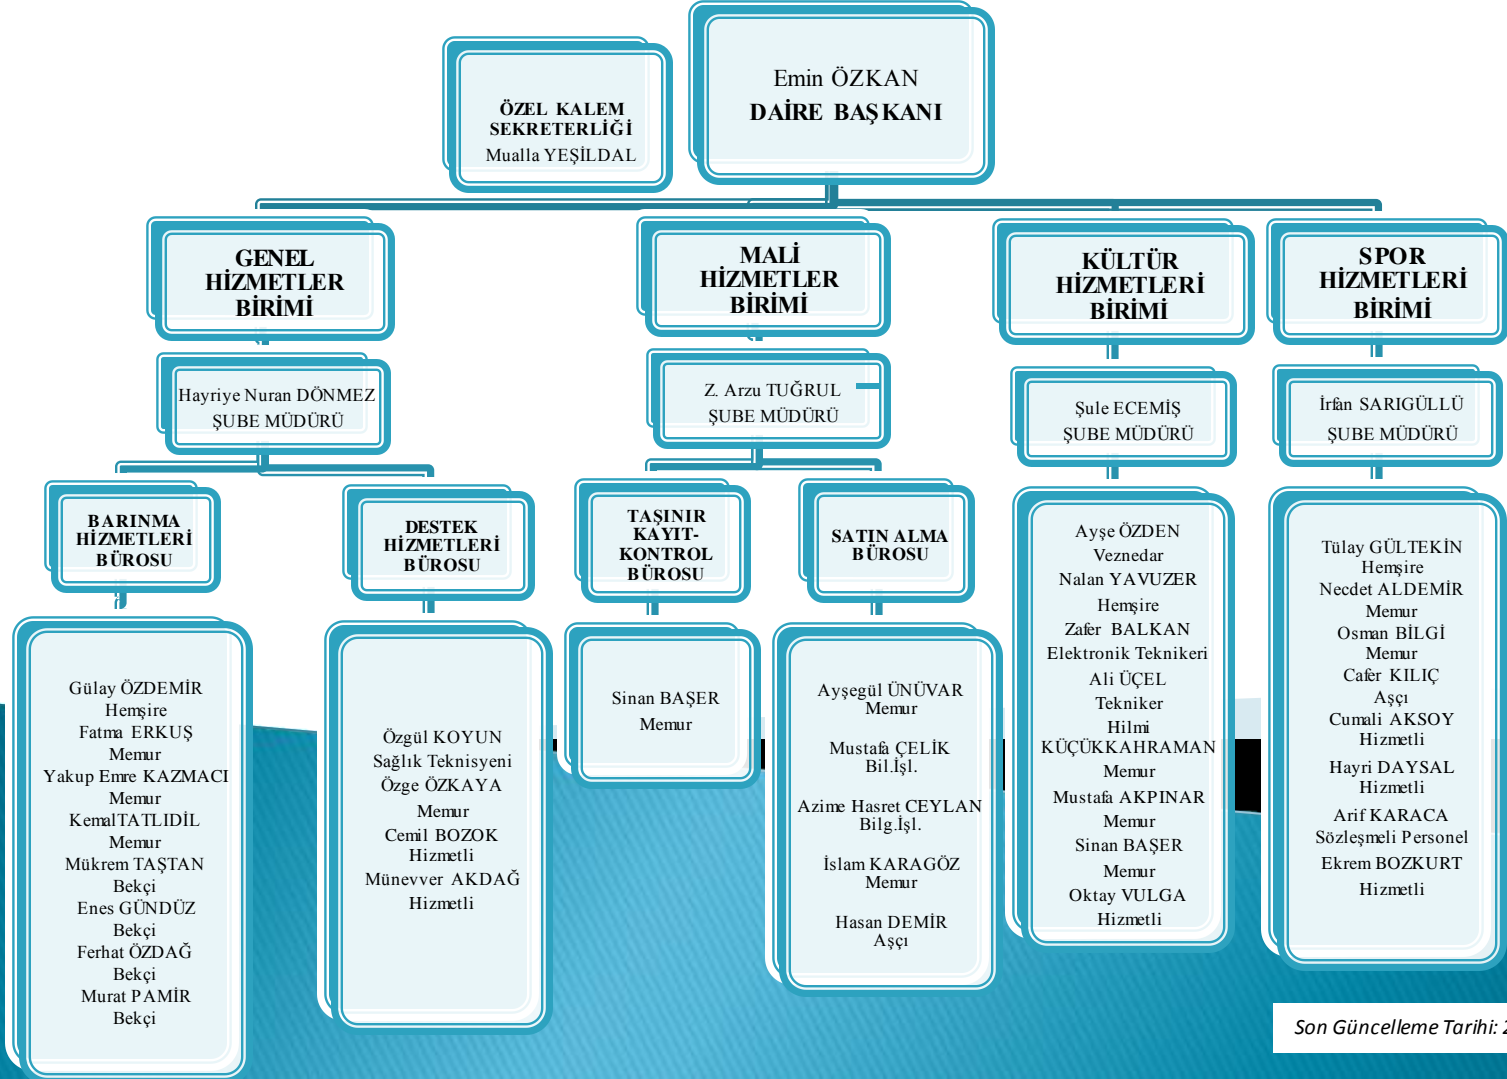 Emin ÖZKAN
DAİRE BAŞKANI
ÖZEL KALEM
SEKRETERLİĞİ
Mualla YEŞİLDAL
GENEL
HİZMETLER
BİRİMİ
MALİ
HİZMETLER
BİRİMİ
KÜLTÜR
HİZMETLERİ
BİRİMİ
SPOR
HİZMETLERİ
BİRİMİ
Hayriye Nuran DÖNMEZ
ŞUBE MÜDÜRÜ
Z. Arzu TUĞRUL
ŞUBE MÜDÜRÜ
Şule ECEMİŞ
ŞUBE MÜDÜRÜ
İrfan SARIGÜLLÜ
ŞUBE MÜDÜRÜ
BARINMA
HİZMETLERİ
BÜROSU
DESTEK
HİZMETLERİ
BÜROSU
TAŞINIR
KAYIT-
KONTROL
BÜROSU
SATIN ALMA
BÜROSU
Gülay ÖZDEMİR
Hemşire
Fatma ERKUŞ
Memur
Yakup Emre KAZMACI
Memur
KemalTATLIDİL
Memur
Mükrem TAŞTAN
Bekçi
Enes GÜNDÜZ
Bekçi
Ferhat ÖZDAĞ
Bekçi
Murat PAMİR
Bekçi
Özgül KOYUN
Sağlık Teknisyeni
Özge ÖZKAYA
Memur
Cemil BOZOK
Hizmetli
Münevver AKDAĞ
Hizmetli
Sinan BAŞER
Memur
Ayşegül ÜNÜVAR
Memur
Mustafa ÇELİK
Bil.İşl.
Azime Hasret CEYLAN
Bilg.İşl.
İslam KARAGÖZ
Memur
Hasan DEMİR
Aşçı
Ayşe ÖZDEN
Veznedar
Nalan YAVUZER
Hemşire
Zafer BALKAN
Elektronik Teknikeri
Ali ÜÇEL
Tekniker
Hilmi
KÜÇÜKKAHRAMAN
Memur
Mustafa AKPINAR
Memur
Sinan BAŞER
Memur
Oktay VULGA
Hizmetli
Tülay GÜLTEKİN
Hemşire
Necdet ALDEMİR
Memur
Osman BİLGİ
Memur
Cafer KILIÇ
Aşçı
Cumali AKSOY
Hizmetli
Hayri DAYSAL
Hizmetli
Arif KARACA
Sözleşmeli Personel
Ekrem BOZKURT
Hizmetli
Son Güncelleme Tarihi: